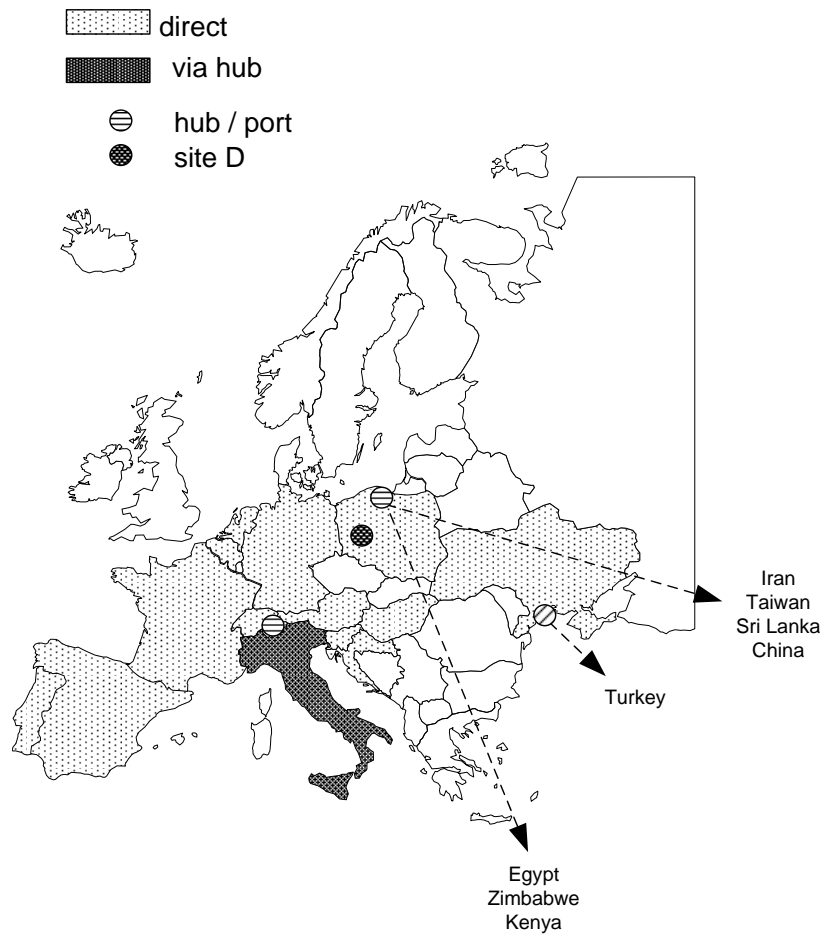 direct
via hub
hub / port
site D
Iran
Taiwan
Sri Lanka
China
Turkey
Egypt
Zimbabwe
Kenya